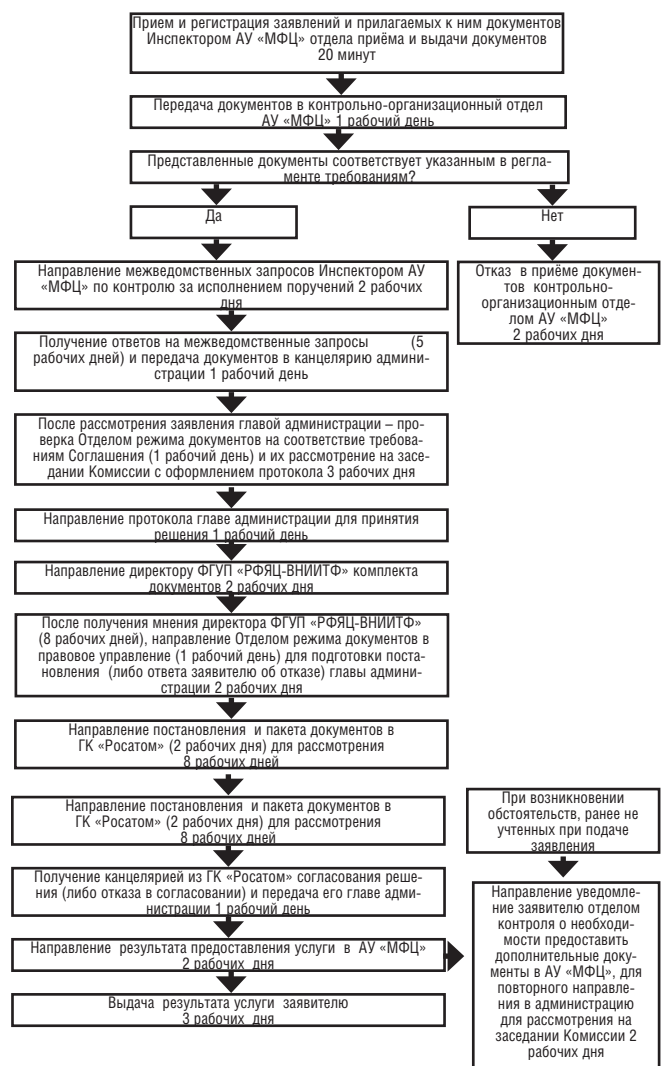 Прием и регистрация заявлений и прилагаемых к ним документов
Инспектором АУ «МФЦ» отдела приёма и выдачи документов
20 минут
Передача документов в контрольно-организационный отдел
АУ «МФЦ» 1 рабочий день
Представленные документы соответствует указанным в регла-
менте требованиям?
Да
Нет
Направление межведомственных запросов Инспектором АУ
«МФЦ» по контролю за исполнением поручений 2 рабочих
дня
Отказ в приёме докумен-
тов контрольно-
организационным отде-
лом АУ «МФЦ»
2 рабочих дня
Получение ответов на межведомственные запросы (5
рабочих дней) и передача документов в канцелярию админи-
страции 1 рабочий день
После рассмотрения заявления главой администрации – про-
верка Отделом режима документов на соответствие требова-
ниям Соглашения (1 рабочий день) и их рассмотрение на засе-
дании Комиссии с оформлением протокола 3 рабочих дня
Направление протокола главе администрации для принятия
решения 1 рабочий день
Направление директору ФГУП «РФЯЦ-ВНИИТФ» комплекта
документов 2 рабочих дня
После получения мнения директора ФГУП «РФЯЦ-ВНИИТФ»
(8 рабочих дней), направление Отделом режима документов в
правовое управление (1 рабочий день) для подготовки поста-
новления (либо ответа заявителю об отказе) главы админи-
страции 2 рабочих дня
Направление постановления и пакета документов в
ГК «Росатом» (2 рабочих дня) для рассмотрения
8 рабочих дней
Направление постановления и пакета документов в
ГК «Росатом» (2 рабочих дня) для рассмотрения
8 рабочих дней
При возникновении
обстоятельств, ранее не
учтенных при подаче
заявления
Получение канцелярией из ГК «Росатом» согласования реше-
ния (либо отказа в согласовании) и передача его главе адми-
нистрации 1 рабочий день
Направление результата предоставления услуги в АУ «МФЦ»
2 рабочих дня
Выдача результата услуги заявителю
3 рабочих дня
Направление уведомле-
ние заявителю отделом
контроля о необходи-
мости предоставить
дополнительные доку-
менты в АУ «МФЦ», для
повторного направле-
ния в администрацию
для рассмотрения на
заседании Комиссии 2
рабочих дня